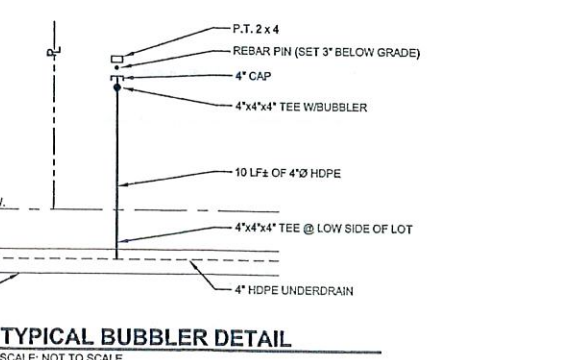 P.T. 2 x 4
REBAR PIN (SET 3" BELOW GRADE)
4" CAP
4"x4"x4" TEE W/BUBBLER
PL
10 LF± OF 4"Ø HDPE
4"x4"x4" TEE @ LOW SIDE OF LOT
4" HDPE UNDERDRAIN
TYPICAL BUBBLER DETAIL
SCALE: NOT TO SCALE